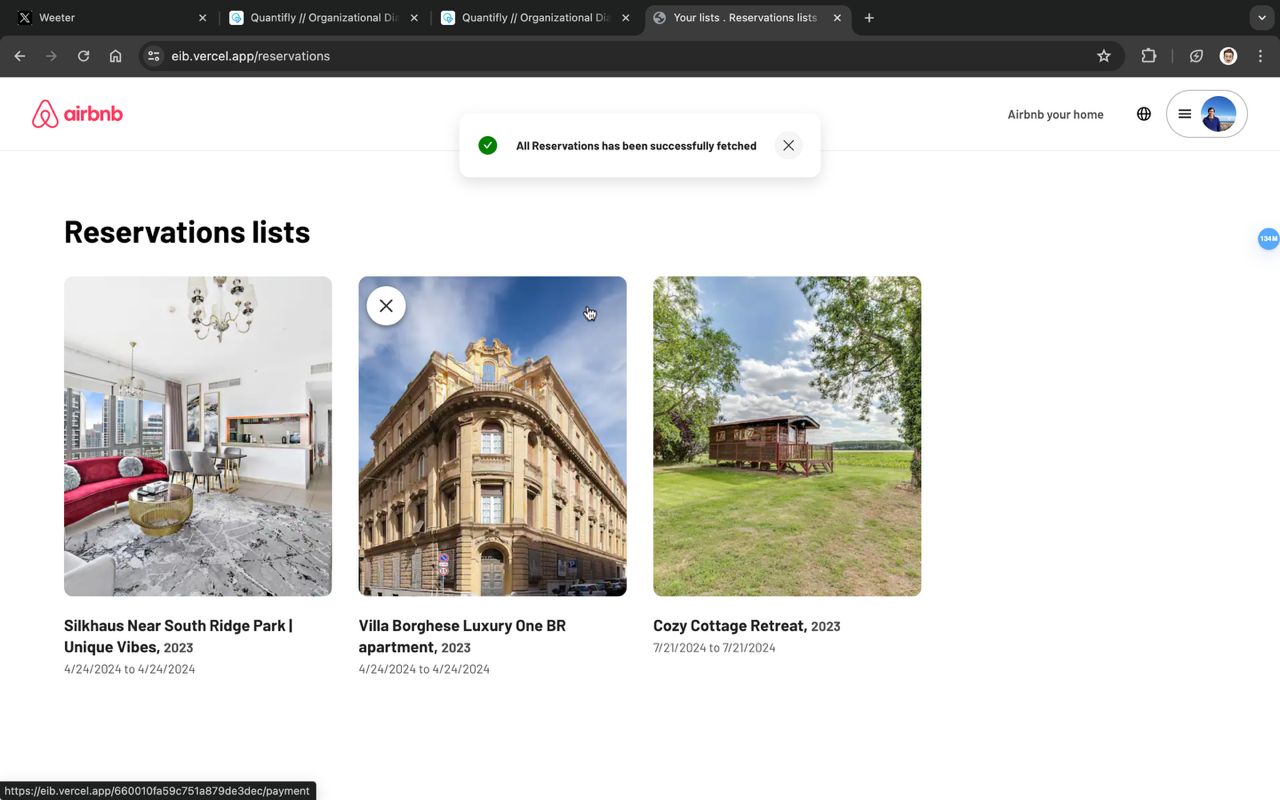 Weeter
Quantifly // Organizational Dia
Quantifly // Organizational Dia
Your lists . Reservations lists
eib.vercel.app/reservations
airbnb
Airbnb your home
All Reservations has been successfully fetched
134M
Reservations lists
Silkhaus Near South Ridge Park |
Unique Vibes, 2023
4/24/2024 to 4/24/2024
Villa Borghese Luxury One BR
apartment, 2023
4/24/2024 to 4/24/2024
Cozy Cottage Retreat, 2023
7/21/2024 to 7/21/2024
https://eib.vercel.app/660010fa59c751a879de3dec/payment